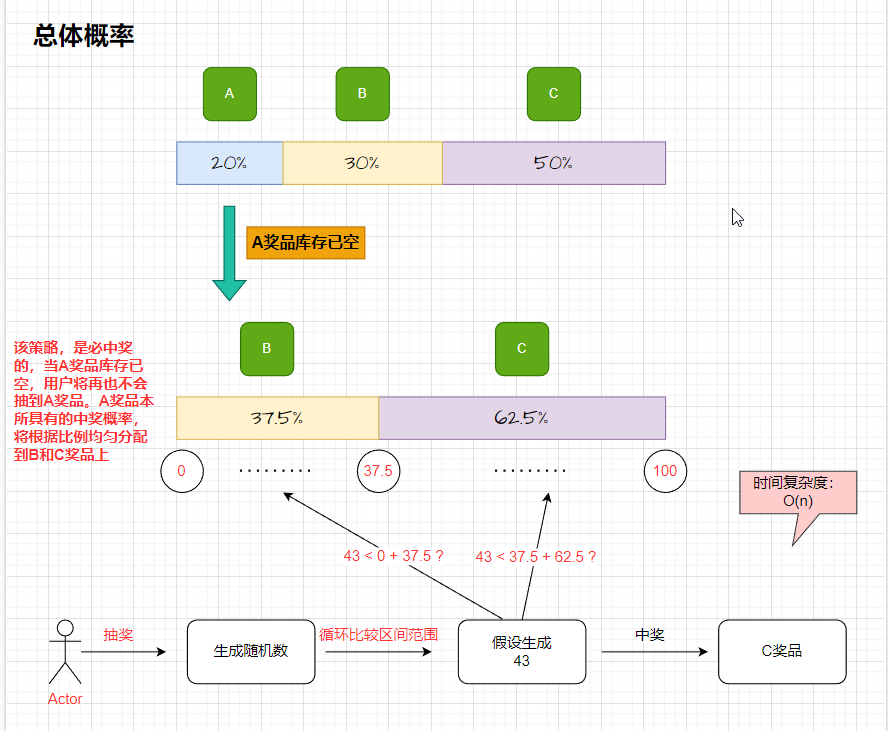 总体概率
A
B
C
20%
30%
50%
A奖品库存已空
B
C
该策略，是必中奖
的，当A奖品库存已
空，用户将再也不会
抽到A奖品。A奖品本
所具有的中奖概率，
将根据比例均匀分配
到B和C奖品上
37.5%
62.5%
0
37.5
100
时间复杂度：
O(n)
43 < 0 + 37.5 ?
43 < 37.5 + 62.5 ?
抽奖
生成随机数
循环比较区间范围
假设生成
43
中奖
C奖品
Actor